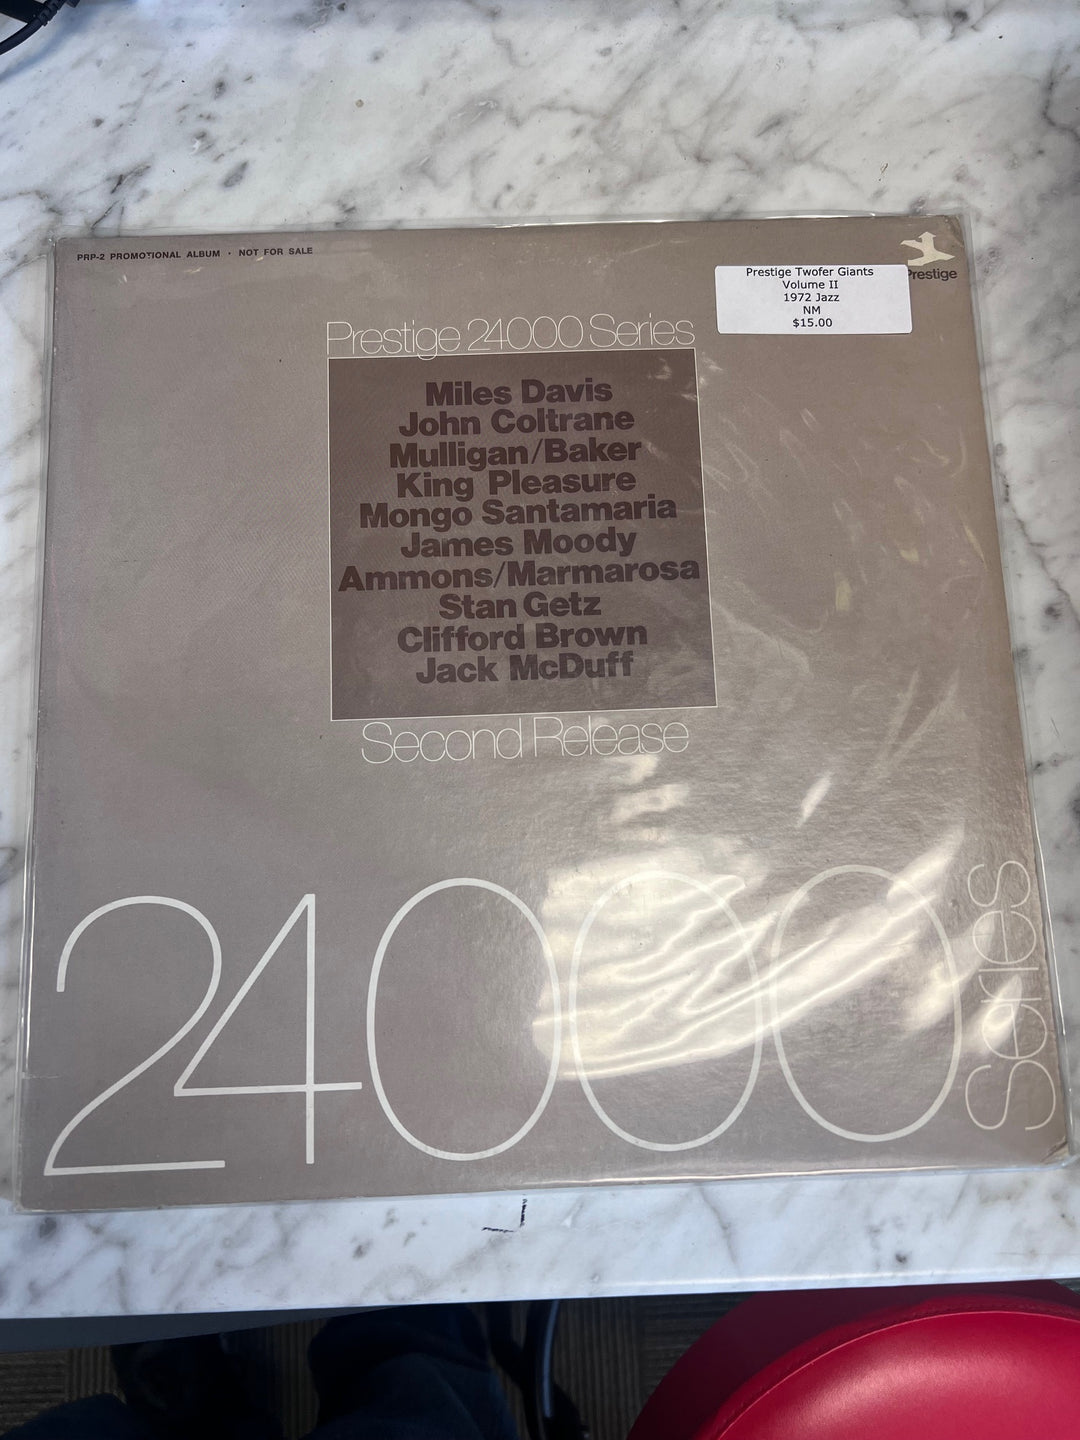 PRP-2 PROMOTIONAL ALBUM · NOT FOR SALE
Prestige
Prestige Twofer Giants
Volume II
1972 Jazz
NM
$15.00
Prestige 24000 Series
Miles Davis
John Coltrane
Mulligan/Baker
King Pleasure
Mongo Santamaria
James Moody
Ammons/Marmarosa
Stan Getz
Clifford Brown
Jack McDuff
Second Release
24000
Series